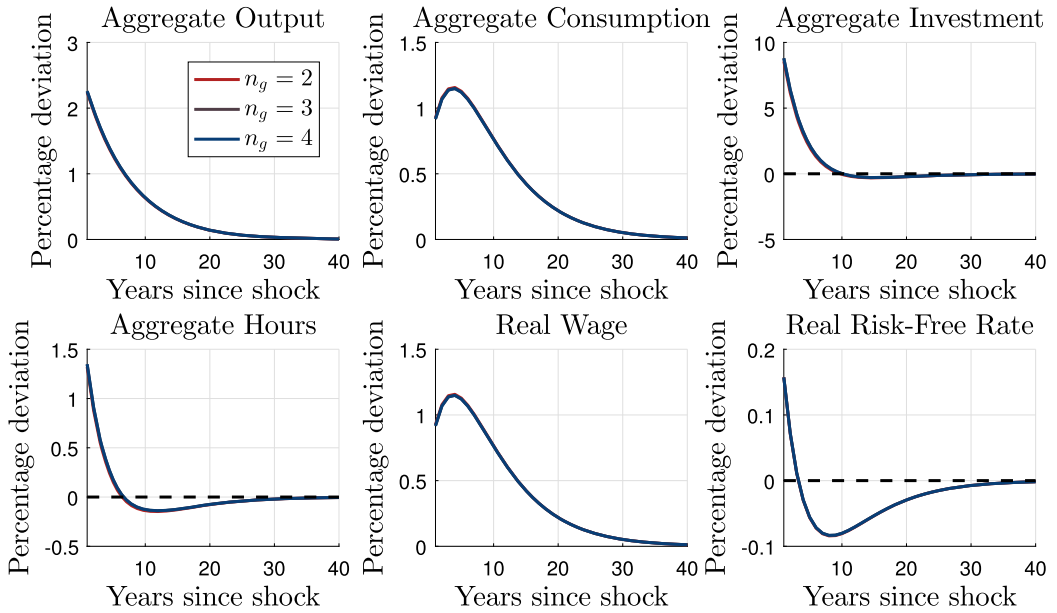 Aggregate Output
Percentage deviation
3
2
1
0
n_g = 2
n_g = 3
n_g = 4
10 20 30 40
Years since shock
Aggregate Consumption
Percentage deviation
1.5
1
0.5
0
10 20 30 40
Years since shock
Aggregate Investment
Percentage deviation
10
5
0
-5
10 20 30 40
Years since shock
Aggregate Hours
Percentage deviation
1.5
1
0.5
0
-0.5
10 20 30 40
Years since shock
Real Wage
Percentage deviation
1.5
1
0.5
0
10 20 30 40
Years since shock
Real Risk-Free Rate
Percentage deviation
0.2
0.1
0
-0.1
10 20 30 40
Years since shock